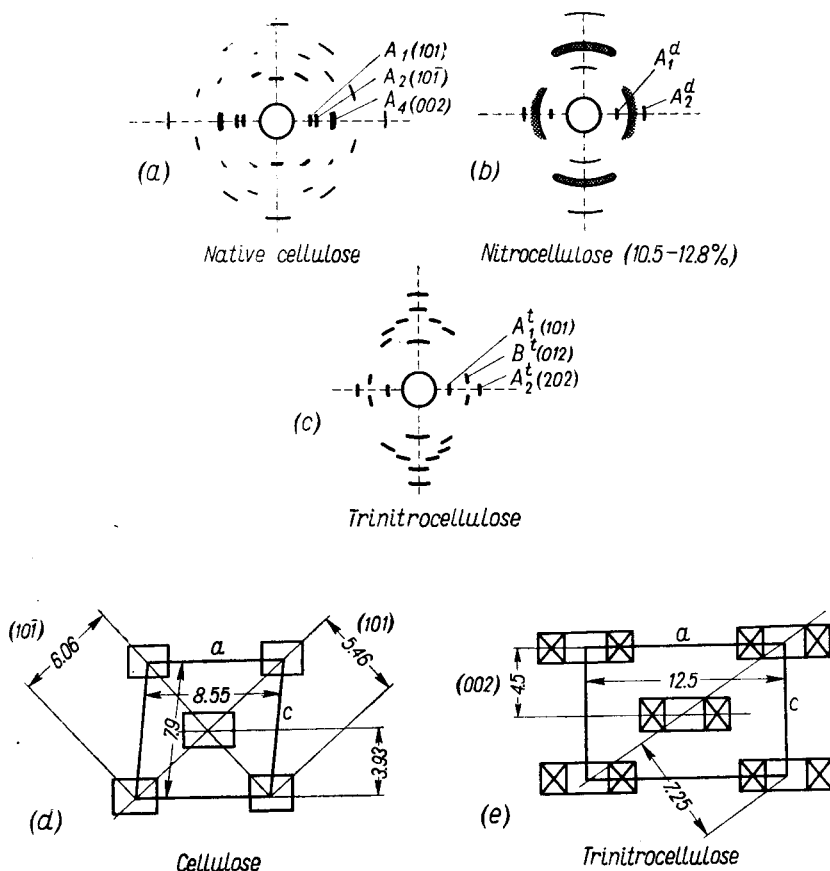 A₁(101)
A₂(101̄)
A₄(002)
(a)
Native cellulose
A₁ᵈ
A₂ᵈ
(b)
Nitrocellulose (10.5–12.8%)
A₁ᵗ(101)
Bᵗ(012)
A₂ᵗ(202)
(c)
Trinitrocellulose
(101̄)
6.06
a
(101)
5.46
8.55
7.9
c
3.93
(d)
Cellulose
a
(002)
4.5
12.5
c
7.25
(e)
Trinitrocellulose